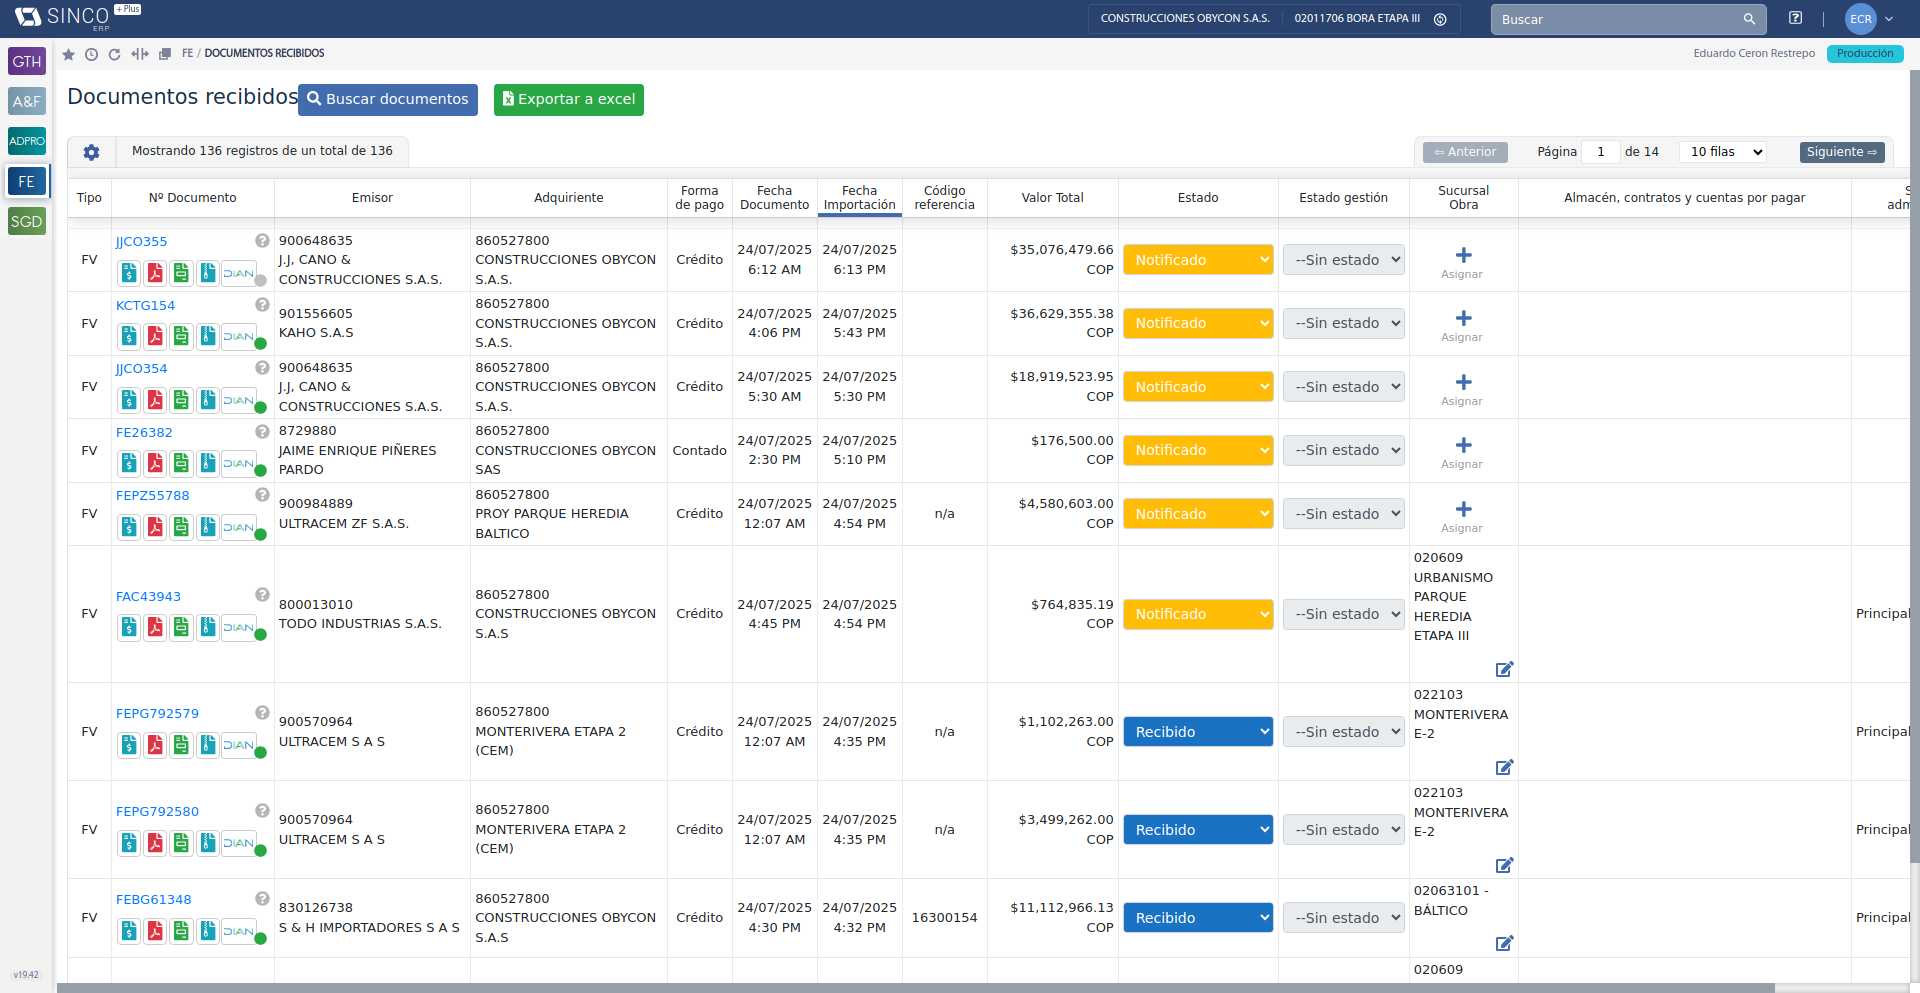 SINCO + Plus
ERP
CONSTRUCCIONES OBYCON S.A.S. 02011706 BORA ETAPA III
Buscar
ECR
GTH
A&F
ADPRO
FE
SGD
v19.42
FE / DOCUMENTOS RECIBIDOS
Eduardo Ceron Restrepo Producción
Documentos recibidos Buscar documentos Exportar a excel
Mostrando 136 registros de un total de 136
⇦ Anterior Página 1 de 14 10 filas Siguiente ⇨
Tipo Nº Documento Emisor Adquiriente Forma de pago Fecha Documento Fecha Importación Código referencia Valor Total Estado Estado gestión Sucursal Obra Almacén, contratos y cuentas por pagar
FV JJCO355 DIAN 900648635 J.J, CANO & CONSTRUCCIONES S.A.S. 860527800 CONSTRUCCIONES OBYCON S.A.S. Crédito 24/07/2025 6:12 AM 24/07/2025 6:13 PM $35,076,479.66 COP Notificado --Sin estado Asignar
FV KCTG154 DIAN 901556605 KAHO S.A.S 860527800 CONSTRUCCIONES OBYCON S.A.S. Crédito 24/07/2025 4:06 PM 24/07/2025 5:43 PM $36,629,355.38 COP Notificado --Sin estado Asignar
FV JJCO354 DIAN 900648635 J.J, CANO & CONSTRUCCIONES S.A.S. 860527800 CONSTRUCCIONES OBYCON S.A.S. Crédito 24/07/2025 5:30 AM 24/07/2025 5:30 PM $18,919,523.95 COP Notificado --Sin estado Asignar
FV FE26382 DIAN 8729880 JAIME ENRIQUE PIÑERES PARDO 860527800 CONSTRUCCIONES OBYCON SAS Contado 24/07/2025 2:30 PM 24/07/2025 5:10 PM $176,500.00 COP Notificado --Sin estado Asignar
FV FEPZ55788 DIAN 900984889 ULTRACEM ZF S.A.S. 860527800 PROY PARQUE HEREDIA BALTICO Crédito 24/07/2025 12:07 AM 24/07/2025 4:54 PM n/a $4,580,603.00 COP Notificado --Sin estado Asignar
FV FAC43943 DIAN 800013010 TODO INDUSTRIAS S.A.S. 860527800 CONSTRUCCIONES OBYCON S.A.S Crédito 24/07/2025 4:45 PM 24/07/2025 4:54 PM $764,835.19 COP Notificado --Sin estado 020609 URBANISMO PARQUE HEREDIA ETAPA III Principal
FV FEPG792579 DIAN 900570964 ULTRACEM S A S 860527800 MONTERIVERA ETAPA 2 (CEM) Crédito 24/07/2025 12:07 AM 24/07/2025 4:35 PM n/a $1,102,263.00 COP Recibido --Sin estado 022103 MONTERIVERA E-2 Principal
FV FEPG792580 DIAN 900570964 ULTRACEM S A S 860527800 MONTERIVERA ETAPA 2 (CEM) Crédito 24/07/2025 12:07 AM 24/07/2025 4:35 PM n/a $3,499,262.00 COP Recibido --Sin estado 022103 MONTERIVERA E-2 Principal
FV FEBG61348 DIAN 830126738 S & H IMPORTADORES S A S 860527800 CONSTRUCCIONES OBYCON S.A.S Crédito 24/07/2025 4:30 PM 24/07/2025 4:32 PM 16300154 $11,112,966.13 COP Recibido --Sin estado 02063101 - BÁLTICO Principal
020609